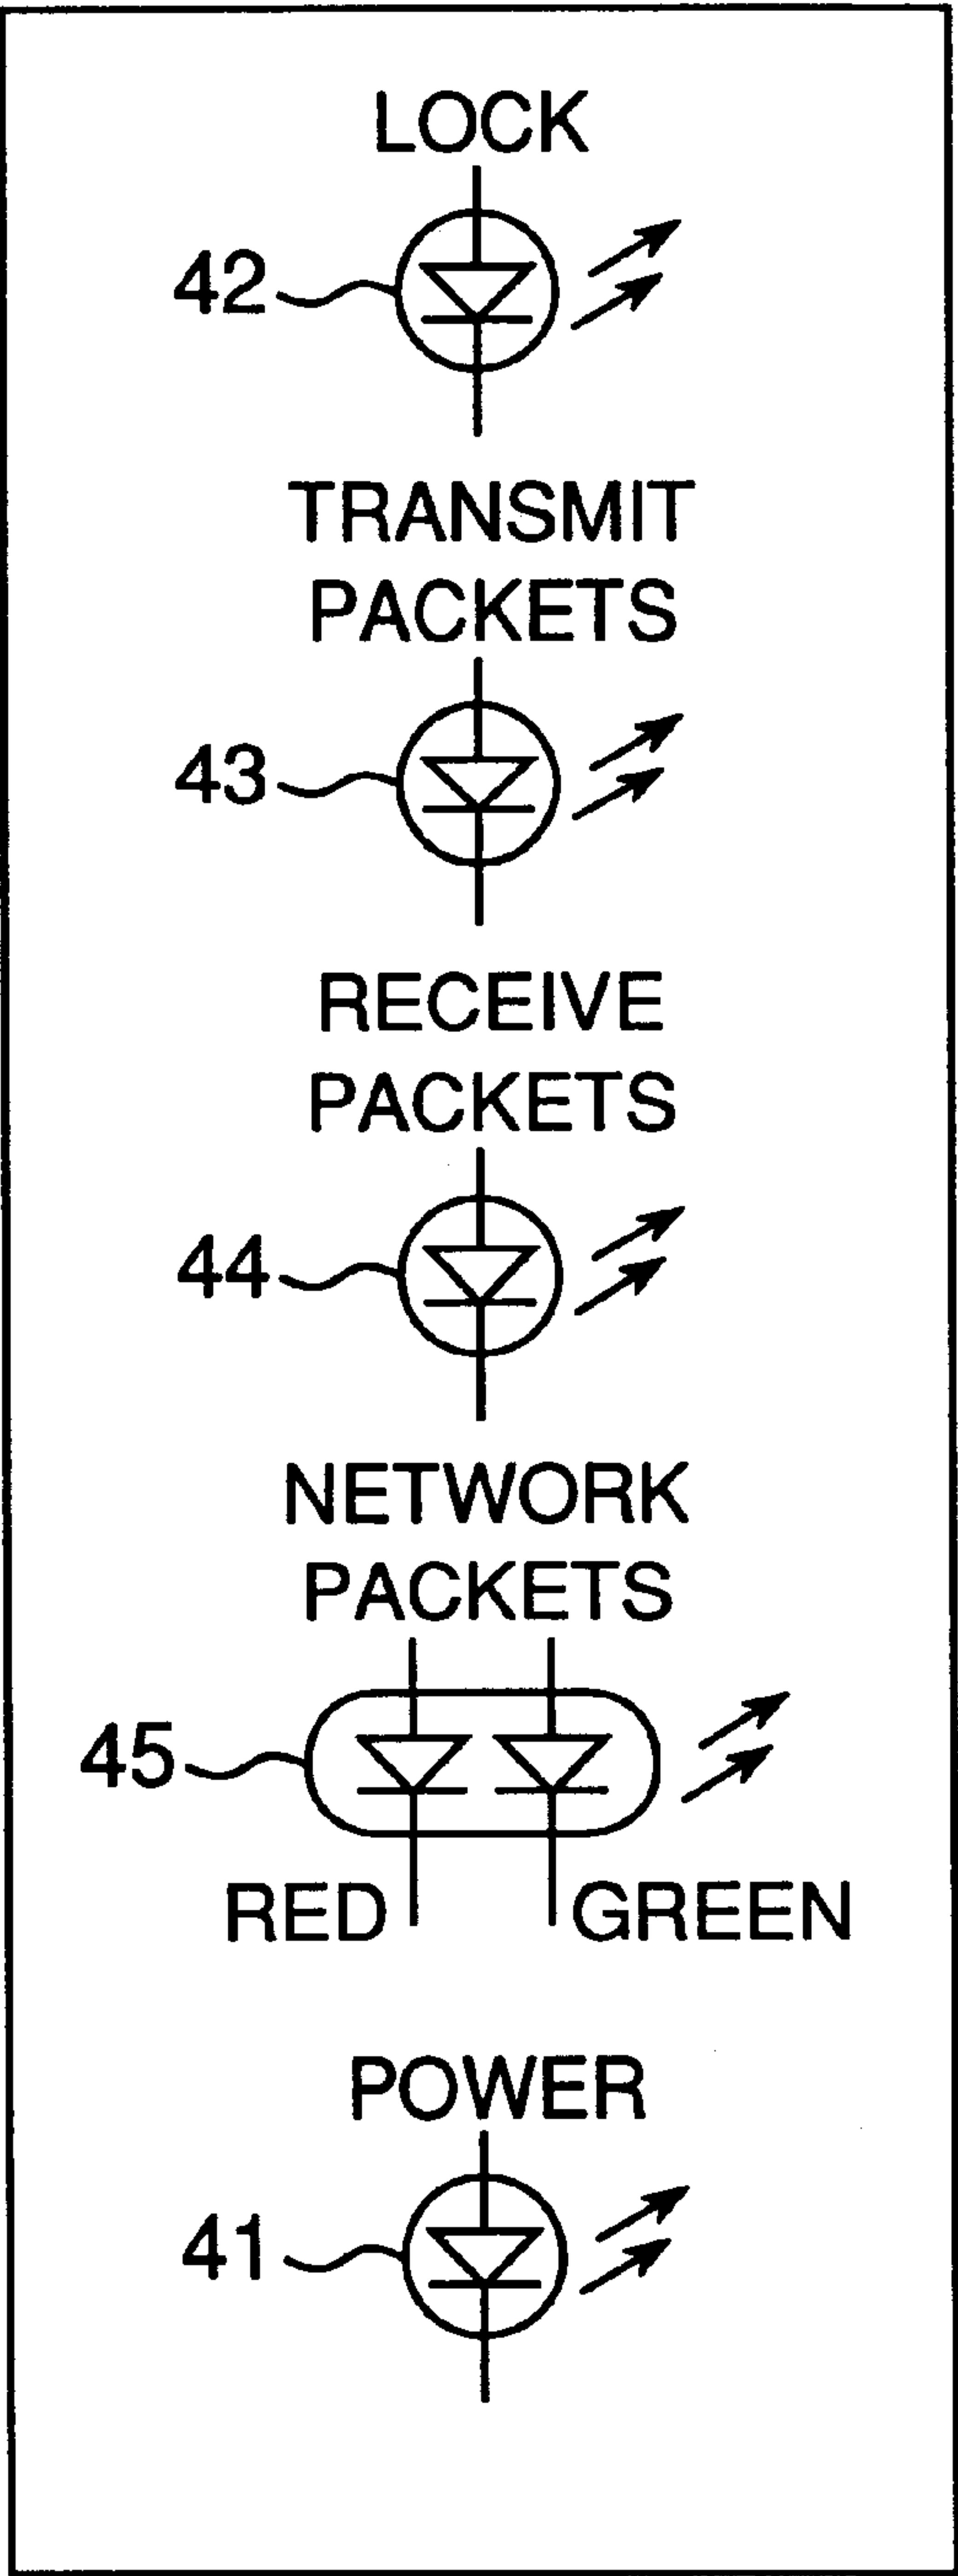 LOCK
42
TRANSMIT
PACKETS
43
RECEIVE
PACKETS
44
NETWORK
PACKETS
45
RED GREEN
POWER
41